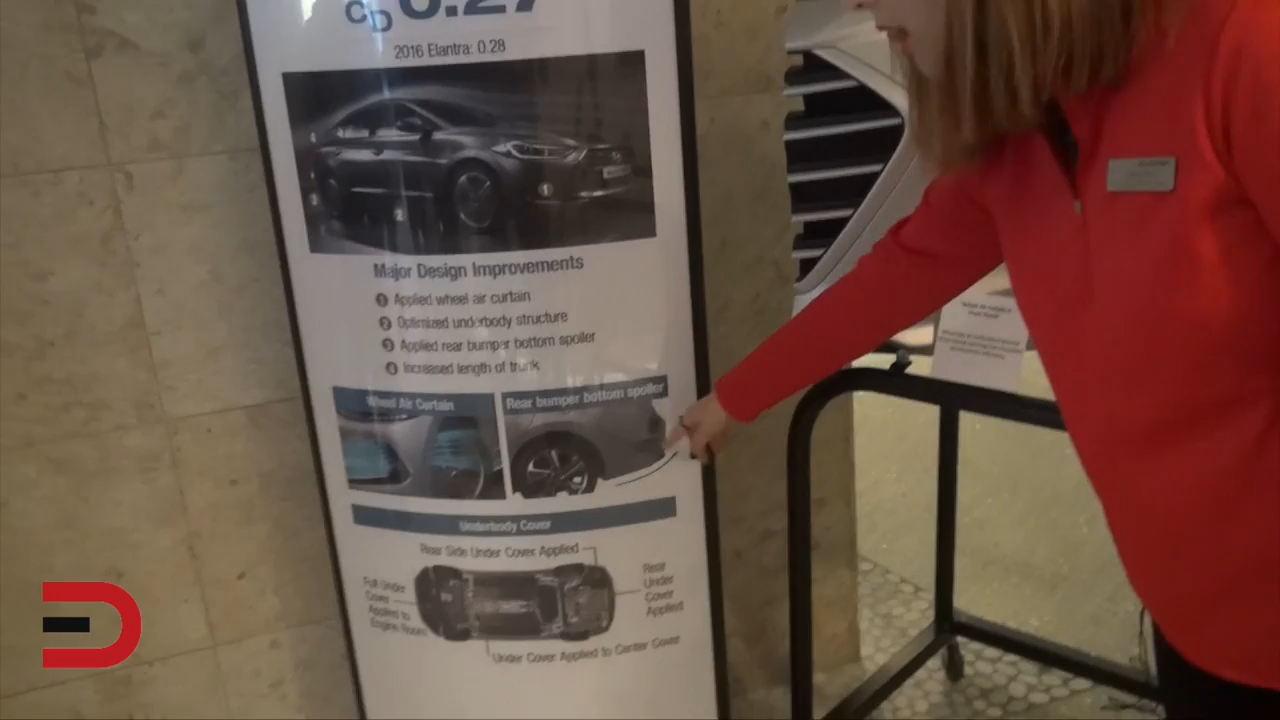 CD 0.27
2016 Elantra: 0.28
Major Design Improvements
1 Applied wheel air curtain
2 Optimized underbody structure
3 Applied rear bumper bottom spoiler
4 Increased length of trunk
Wheel Air Curtain
Rear bumper bottom spoiler
Underbody Cover
Rear Side Under Cover Applied
Full Under
Cover
Applied to
Engine Room
Rear
Under
Cover
Applied
Under Cover Applied to Center Cover